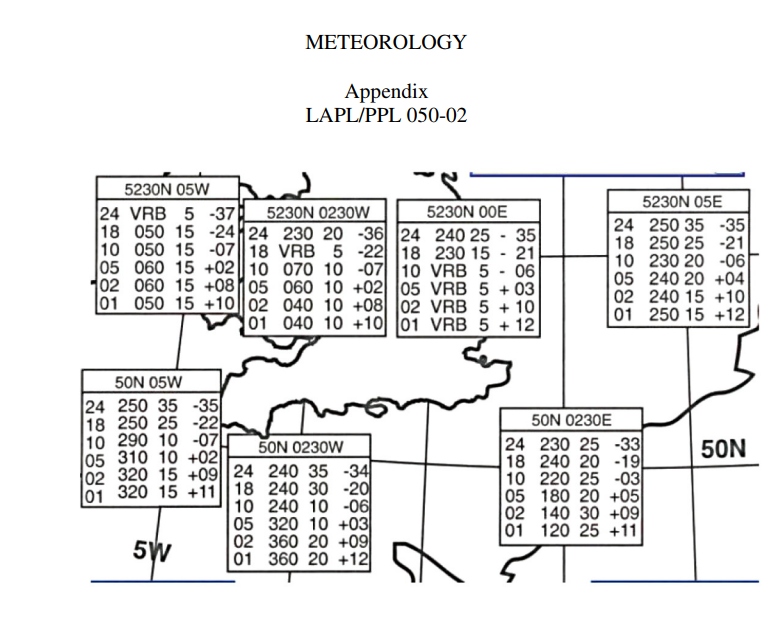 METEOROLOGY
Appendix
LAPL/PPL 050-02
5230N 05W
24 VRB 5 -37
18 050 15 -24
10 050 15 -07
05 060 15 +02
02 060 15 +08
01 050 15 +10
5230N 0230W
24 230 20 -36
18 VRB 5 -22
10 070 10 -07
05 060 10 +02
02 040 10 +08
01 040 10 +10
5230N 00E
24 240 25 - 35
18 230 15 - 21
10 VRB 5 - 06
05 VRB 5 + 03
02 VRB 5 + 10
01 VRB 5 + 12
5230N 05E
24 250 35 -35
18 250 25 -21
10 230 20 -06
05 240 20 +04
02 240 15 +10
01 250 15 +12
50N 05W
24 250 35 -35
18 250 25 -22
10 290 10 -07
05 310 10 +02
02 320 15 +09
01 320 15 +11
50N 0230W
24 240 35 -34
18 240 30 -20
10 240 10 -06
05 320 10 +03
02 360 20 +09
01 360 20 +12
50N 0230E
24 230 25 -33
18 240 20 -19
10 220 25 -03
05 180 20 +05
02 140 30 +09
01 120 25 +11
50N
5W